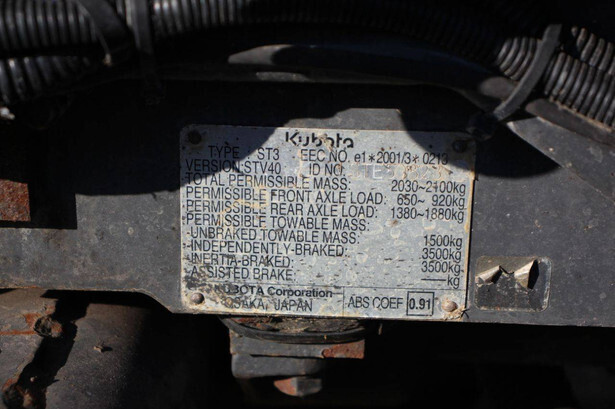 Kubota
TYPE ST3 EEC NO. e1*2001/3*0213
VERSION STV40 ID NO.
TOTAL PERMISSIBLE MASS: 2030~2100kg
PERMISSIBLE FRONT AXLE LOAD: 650~ 920kg
PERMISSIBLE REAR AXLE LOAD: 1380~1880kg
PERMISSIBLE TOWABLE MASS:
-UNBRAKED TOWABLE MASS: 1500kg
-INDEPENDENTLY-BRAKED: 3500kg
-INERTIA-BRAKED: 3500kg
-ASSISTED BRAKE: — kg
KUBOTA Corporation
OSAKA, JAPAN ABS COEF 0.91